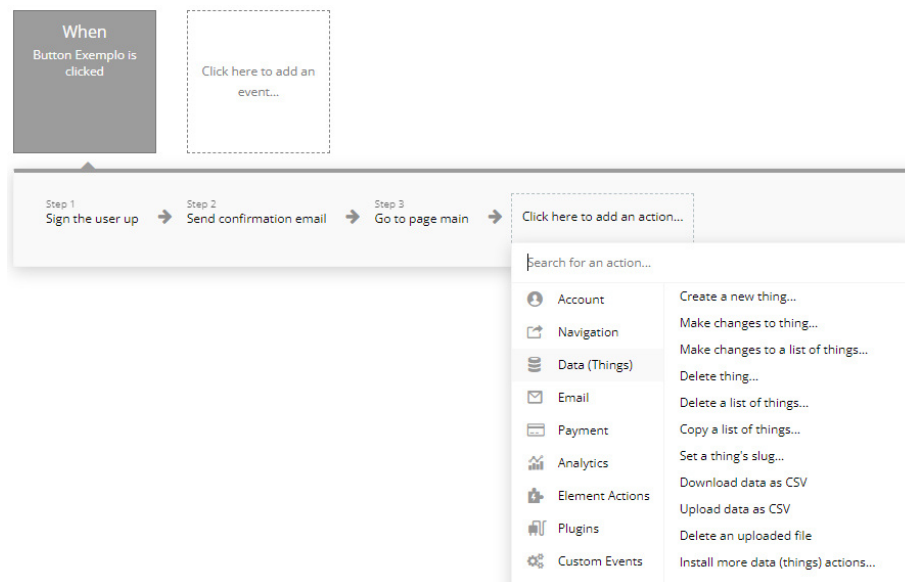 When
Button Exemplo is
clicked
Click here to add an
event...
Step 1
Sign the user up
Step 2
Send confirmation email
Step 3
Go to page main
Click here to add an action...
Search for an action...
Account
Navigation
Data (Things)
Email
Payment
Analytics
Element Actions
Plugins
Custom Events
Create a new thing...
Make changes to thing...
Make changes to a list of things...
Delete thing...
Delete a list of things...
Copy a list of things...
Set a thing's slug...
Download data as CSV
Upload data as CSV
Delete an uploaded file
Install more data (things) actions...